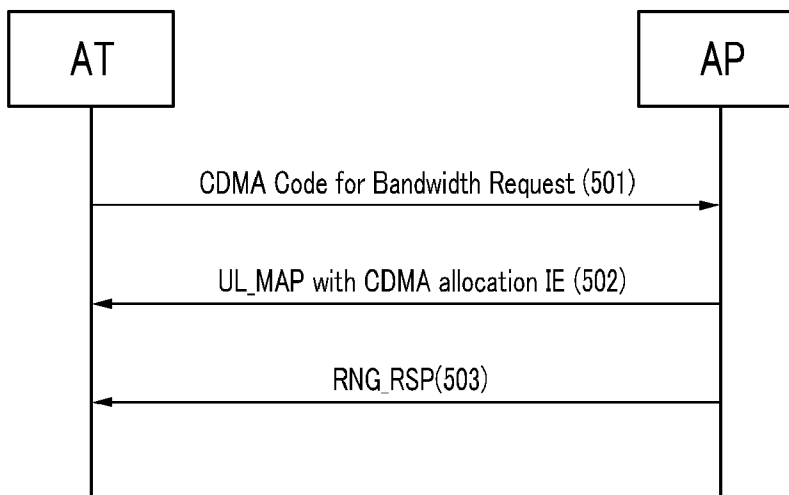 AT
AP
CDMA Code for Bandwidth Request (501)
UL_MAP with CDMA allocation IE (502)
RNG_RSP(503)